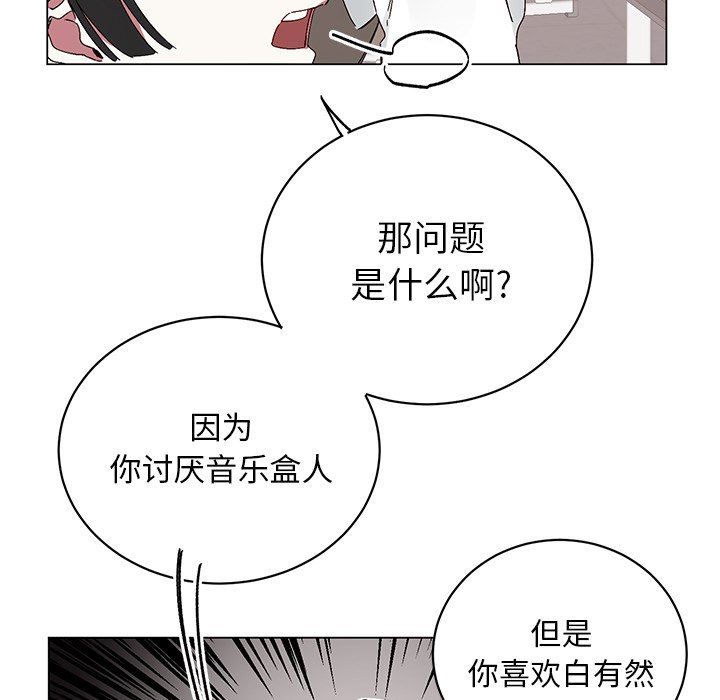 那问题
是什么啊?
因为
你讨厌音乐盒人
但是
你喜欢白有然